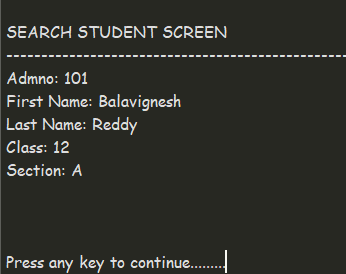 SEARCH STUDENT SCREEN
--------------------------------------------------
Admno: 101
First Name: Balavignesh
Last Name: Reddy
Class: 12
Section: A
Press any key to continue.........